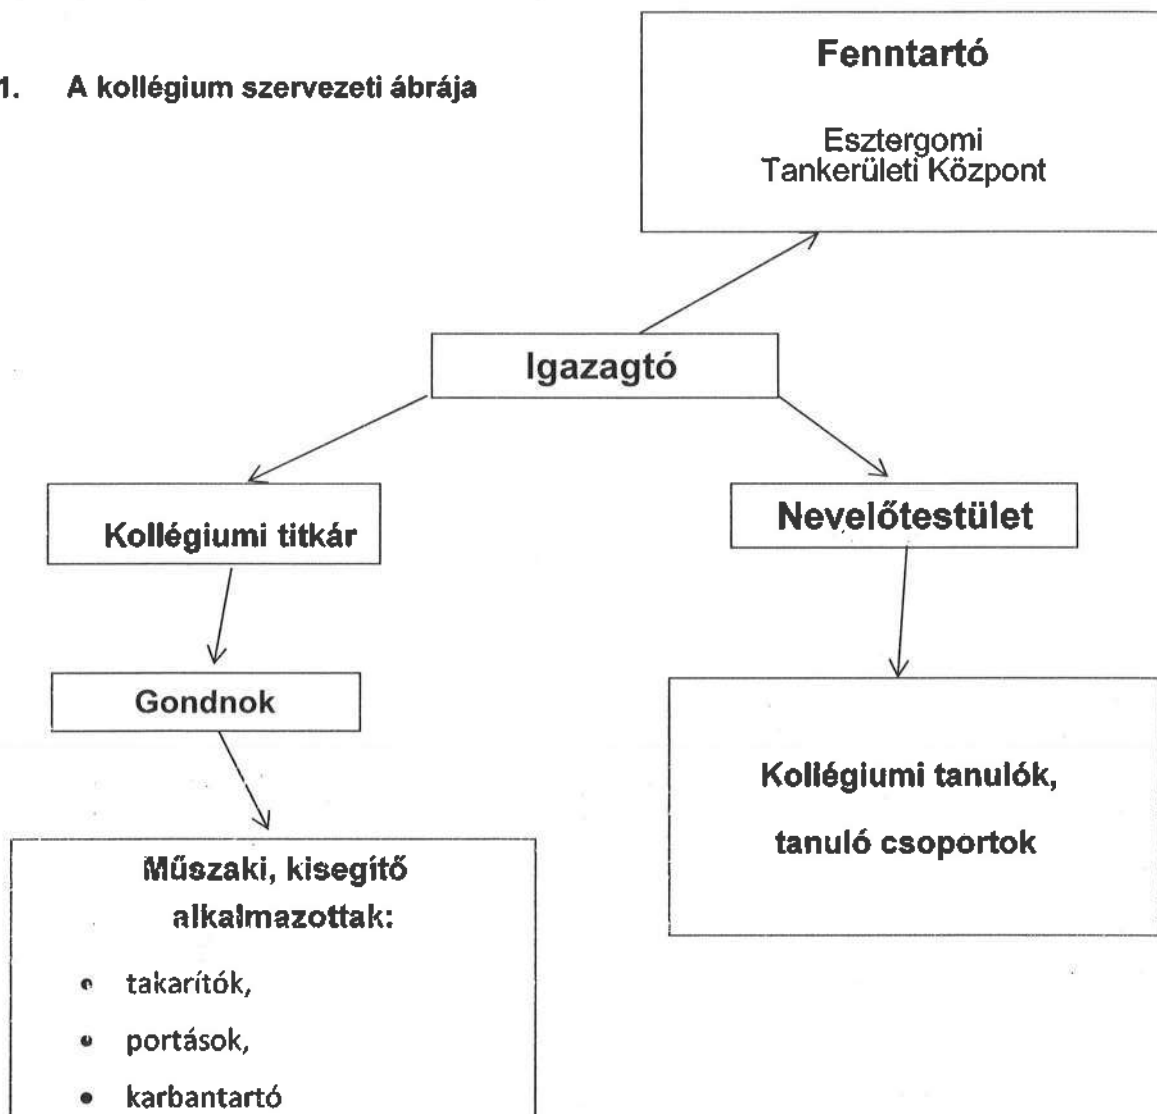 1. A kollégium szervezeti ábrája
Fenntartó
Esztergomi
Tankerületi Központ
Igazagtó
Kollégiumi titkár
Nevelőtestület
Gondnok
Kollégiumi tanulók,
tanuló csoportok
Műszaki, kisegítő
alkalmazottak:
• takarítók,
• portások,
• karbantartó